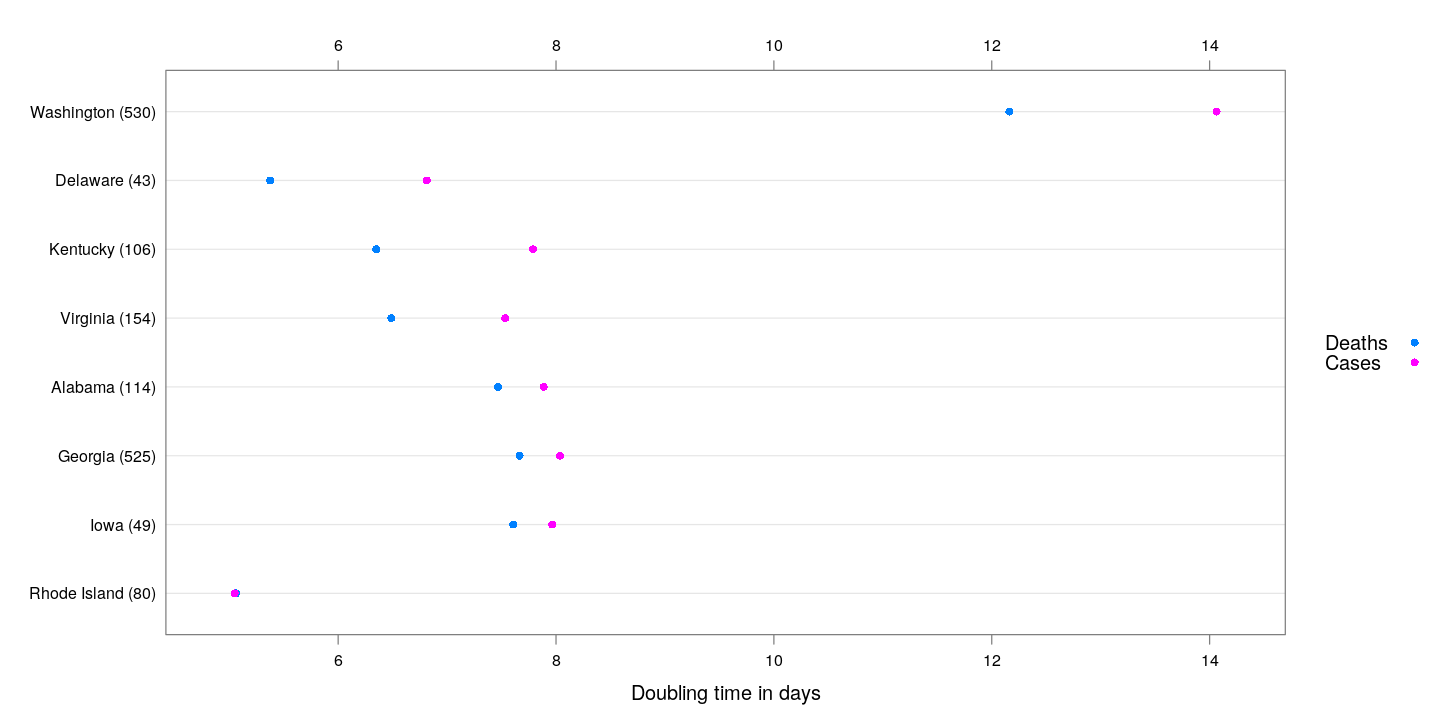 6 8 10 12 14
Washington (530)
Delaware (43)
Kentucky (106)
Virginia (154)
Deaths
Cases
Alabama (114)
Georgia (525)
Iowa (49)
Rhode Island (80)
6 8 10 12 14
Doubling time in days